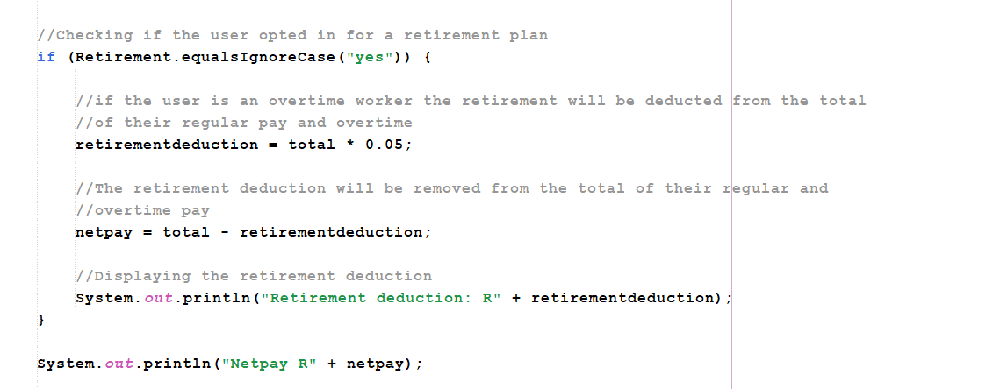 //Checking if the user opted in for a retirement plan
if (Retirement.equalsIgnoreCase("yes")) {
//if the user is an overtime worker the retirement will be deducted from the total
//of their regular pay and overtime
retirementdeduction = total * 0.05;
//The retirement deduction will be removed from the total of their regular and
//overtime pay
netpay = total - retirementdeduction;
//Displaying the retirement deduction
System.out.println("Retirement deduction: R" + retirementdeduction);
}
System.out.println("Netpay R" + netpay);